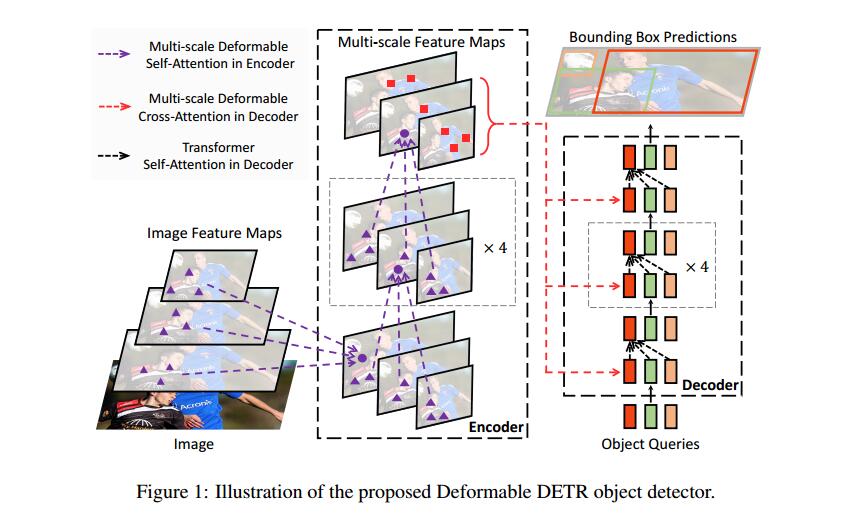 Multi-scale Deformable
Self-Attention in Encoder
Multi-scale Deformable
Cross-Attention in Decoder
Transformer
Self-Attention in Decoder
Multi-scale Feature Maps
Bounding Box Predictions
Image Feature Maps
× 4
× 4
Acronis
Image
Encoder
Decoder
Object Queries
Figure 1: Illustration of the proposed Deformable DETR object detector.